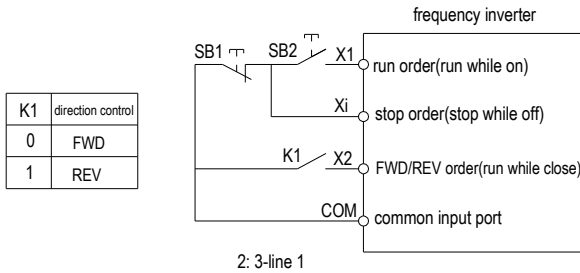 frequency inverter
SB1 SB2 X1 run order(run while on)
Xi stop order(stop while off)
K1 direction control
0 FWD
1 REV
K1 X2 FWD/REV order(run while close)
COM common input port
2: 3-line 1